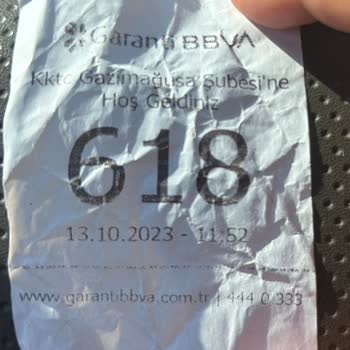 Garanti BBVA
Kktc Gazimağusa Şubesi'ne
Hoş Geldiniz
618
13.10.2023 - 11:52
www.garantibbva.com.tr | 444 0 333